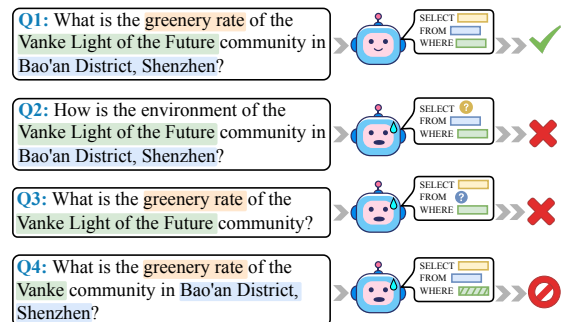 Q1: What is the greenery rate of the
Vanke Light of the Future community in
Bao'an District, Shenzhen?
SELECT
FROM
WHERE
Q2: How is the environment of the
Vanke Light of the Future community in
Bao'an District, Shenzhen?
SELECT ?
FROM
WHERE
Q3: What is the greenery rate of the
Vanke Light of the Future community?
SELECT
FROM ?
WHERE
Q4: What is the greenery rate of the
Vanke community in Bao'an District,
Shenzhen?
SELECT
FROM
WHERE